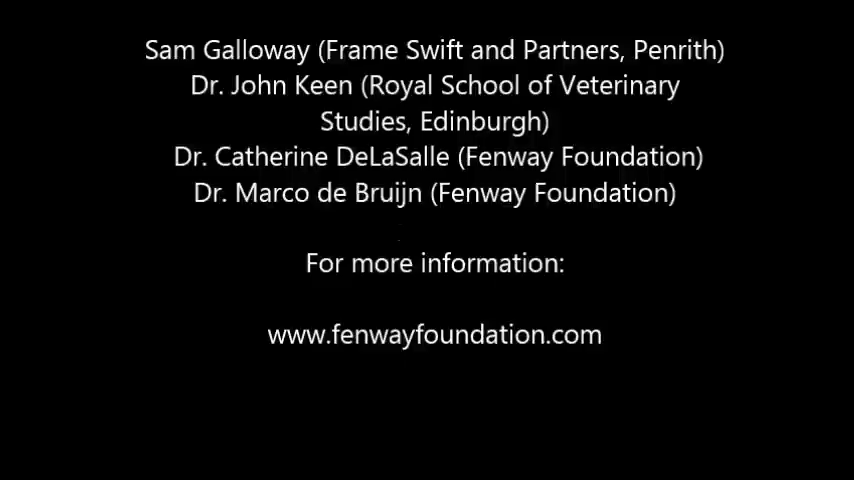 Sam Galloway (Frame Swift and Partners, Penrith)
Dr. John Keen (Royal School of Veterinary
Studies, Edinburgh)
Dr. Catherine DeLaSalle (Fenway Foundation)
Dr. Marco de Bruijn (Fenway Foundation)
For more information:
www.fenwayfoundation.com